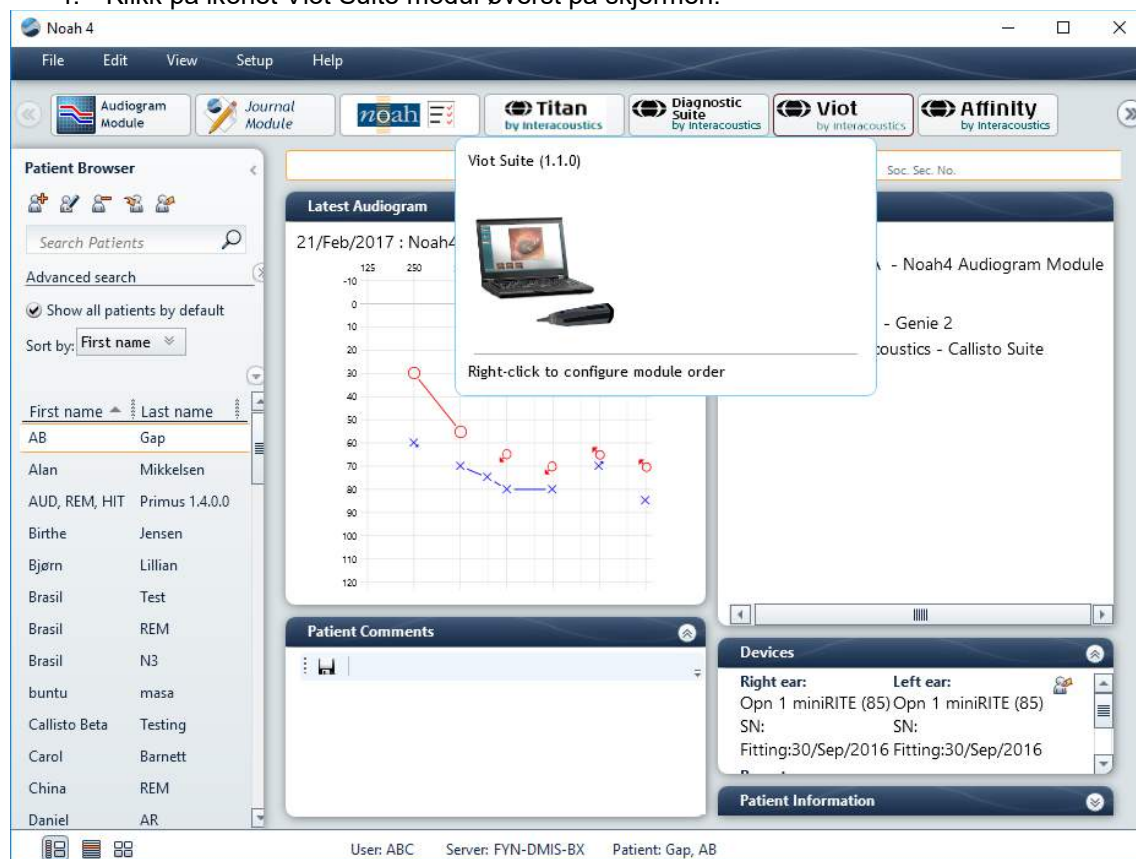 Klikk på ikonet Viot Suite modul øverst på skjermen.
Noah 4
File Edit View Setup Help
Audiogram Module
Journal Module
noah
Titan by Interacoustics
Diagnostic Suite by Interacoustics
Viot by Interacoustics
Affinity by Interacoustics
Patient Browser
Search Patients
Advanced search
Show all patients by default
Sort by: First name
First name Last name
AB Gap
Alan Mikkelsen
AUD, REM, HIT Primus 1.4.0.0
Birthe Jensen
Bjørn Lillian
Brasil Test
Brasil REM
Brasil N3
buntu masa
Callisto Beta Testing
Carol Barnett
China REM
Daniel AR
Soc. Sec. No.
Viot Suite (1.1.0)
Right-click to configure module order
Latest Audiogram
21/Feb/2017 : Noah4
125 250
-10
0
10
20
30
40
50
60
70
80
90
100
110
120
- Noah4 Audiogram Module
- Genie 2
- Callisto Suite
Patient Comments
Devices
Right ear: Left ear:
Opn 1 miniRITE (85) Opn 1 miniRITE (85)
SN: SN:
Fitting:30/Sep/2016 Fitting:30/Sep/2016
Patient Information
User: ABC Server: FYN-DMIS-BX Patient: Gap, AB